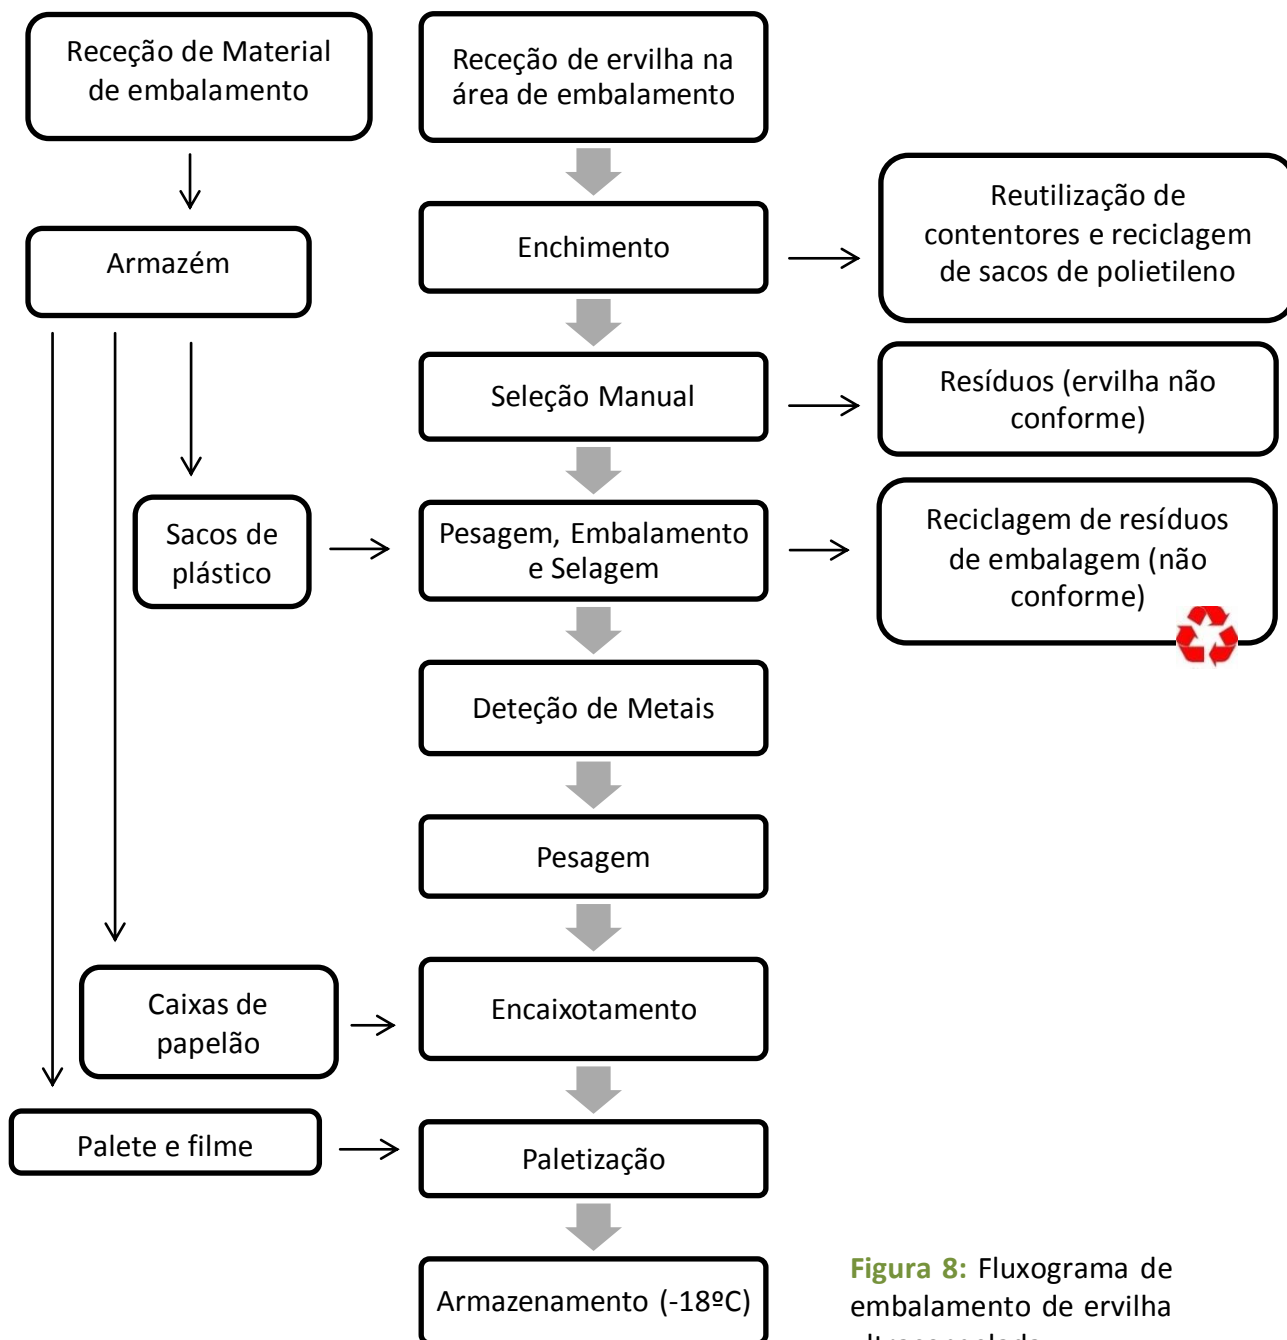 Receção de Material
de embalamento
Receção de ervilha na
área de embalamento
Armazém
Enchimento
Reutilização de
contentores e reciclagem
de sacos de polietileno
Seleção Manual
Resíduos (ervilha não
conforme)
Sacos de
plástico
Pesagem, Embalamento
e Selagem
Reciclagem de resíduos
de embalagem (não
conforme)
Deteção de Metais
Pesagem
Caixas de
papelão
Encaixotamento
Palete e filme
Paletização
Armazenamento (-18ºC)
Figura 8: Fluxograma de
embalamento de ervilha